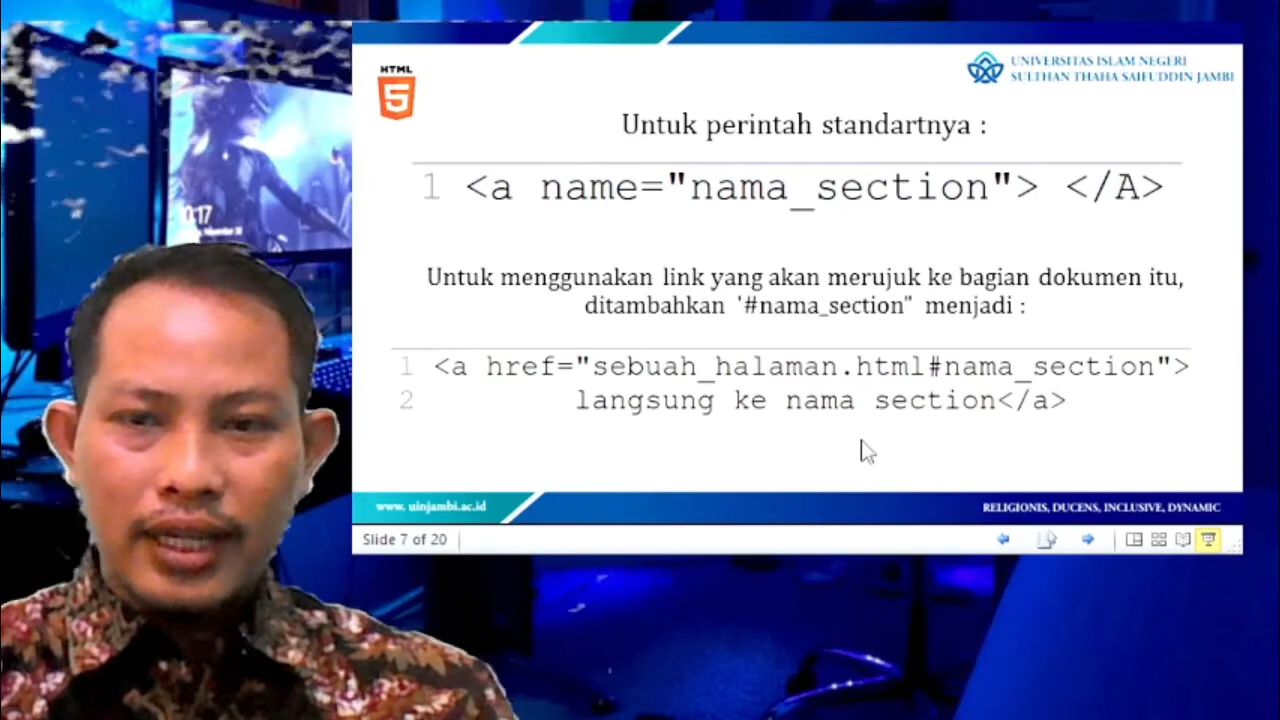 HTML
5
UNIVERSITAS ISLAM NEGERI
SULTHAN THAHA SAIFUDDIN JAMBI
Untuk perintah standartnya :
1 <a name="nama_section"> </A>
Untuk menggunakan link yang akan merujuk ke bagian dokumen itu,
ditambahkan '#nama_section" menjadi :
1 <a href="sebuah_halaman.html#nama_section">
2 langsung ke nama section</a>
www. uinjambi.ac.id
RELIGIONIS, DUCENS, INCLUSIVE, DYNAMIC
Slide 7 of 20